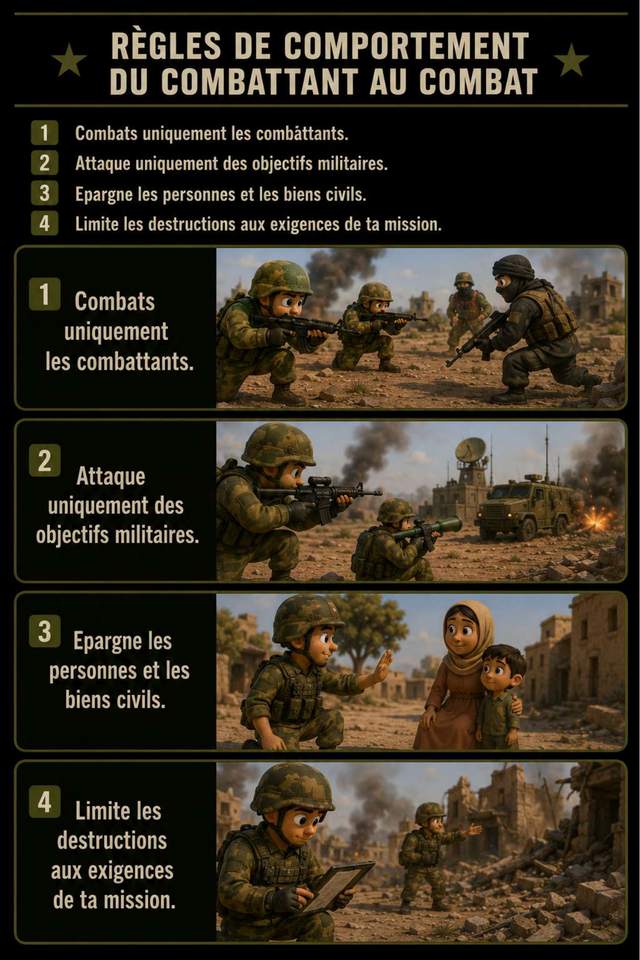 RÈGLES DE COMPORTEMENT
DU COMBATTANT AU COMBAT
1 Combats uniquement les combâttants.
2 Attaque uniquement des objectifs militaires.
3 Epargne les personnes et les biens civils.
4 Limite les destructions aux exigences de ta mission.
1 Combats
uniquement
les combattants.
2 Attaque
uniquement des
objectifs militaires.
3 Epargne les
personnes et les
biens civils.
4 Limite les
destructions
aux exigences
de ta mission.